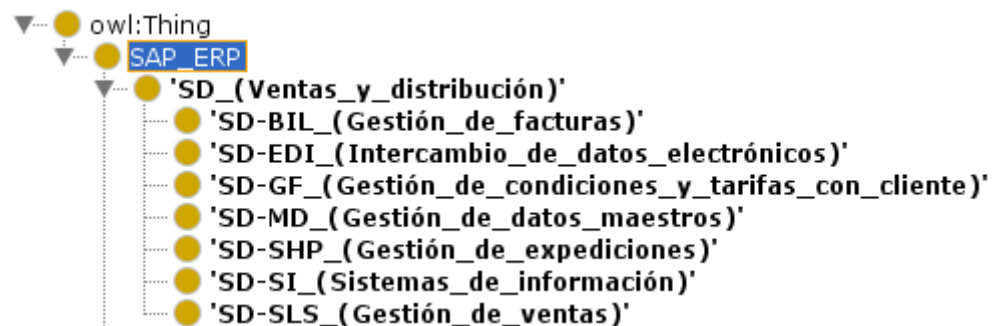 owl:Thing
SAP_ERP
'SD_(Ventas_y_distribución)'
'SD-BIL_(Gestión_de_facturas)'
'SD-EDI_(Intercambio_de_datos_electrónicos)'
'SD-GF_(Gestión_de_condiciones_y_tarifas_con_cliente)'
'SD-MD_(Gestión_de_datos_maestros)'
'SD-SHP_(Gestión_de_expediciones)'
'SD-SI_(Sistemas_de_información)'
'SD-SLS_(Gestión_de_ventas)'